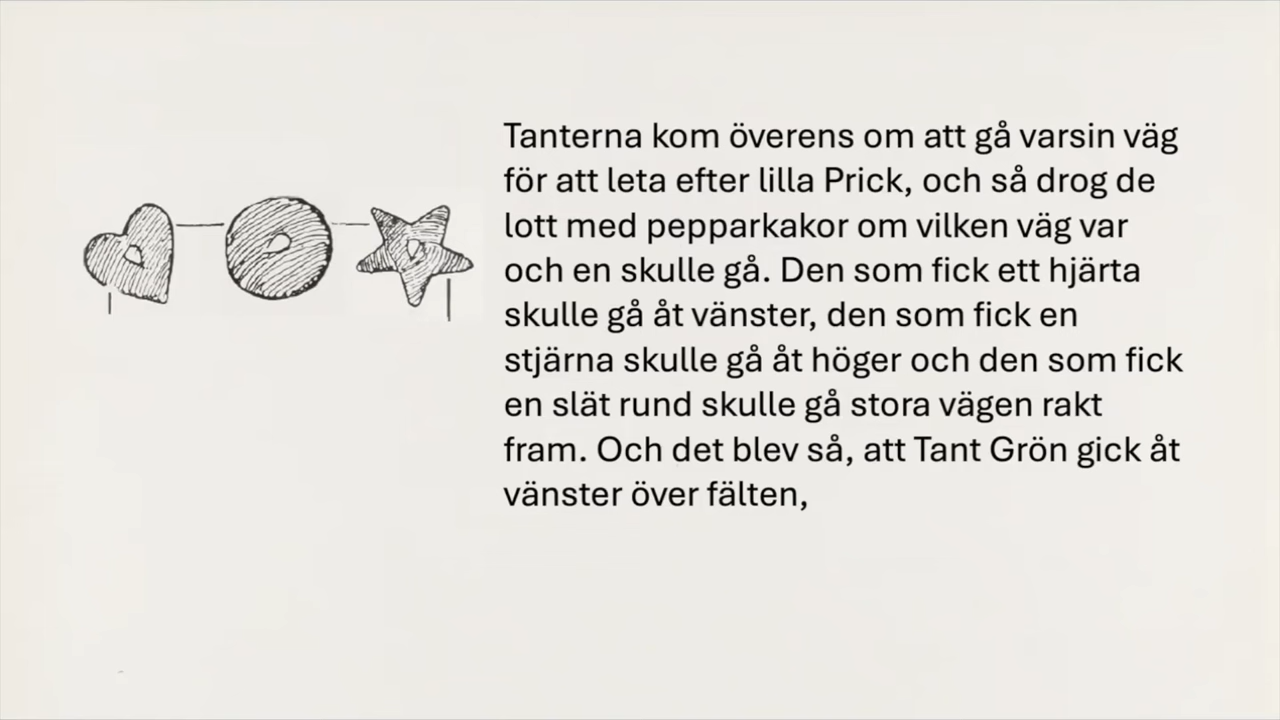 Tanterna kom överens om att gå varsin väg
för att leta efter lilla Prick, och så drog de
lott med pepparkakor om vilken väg var
och en skulle gå. Den som fick ett hjärta
skulle gå åt vänster, den som fick en
stjärna skulle gå åt höger och den som fick
en slät rund skulle gå stora vägen rakt
fram. Och det blev så, att Tant Grön gick åt
vänster över fälten,